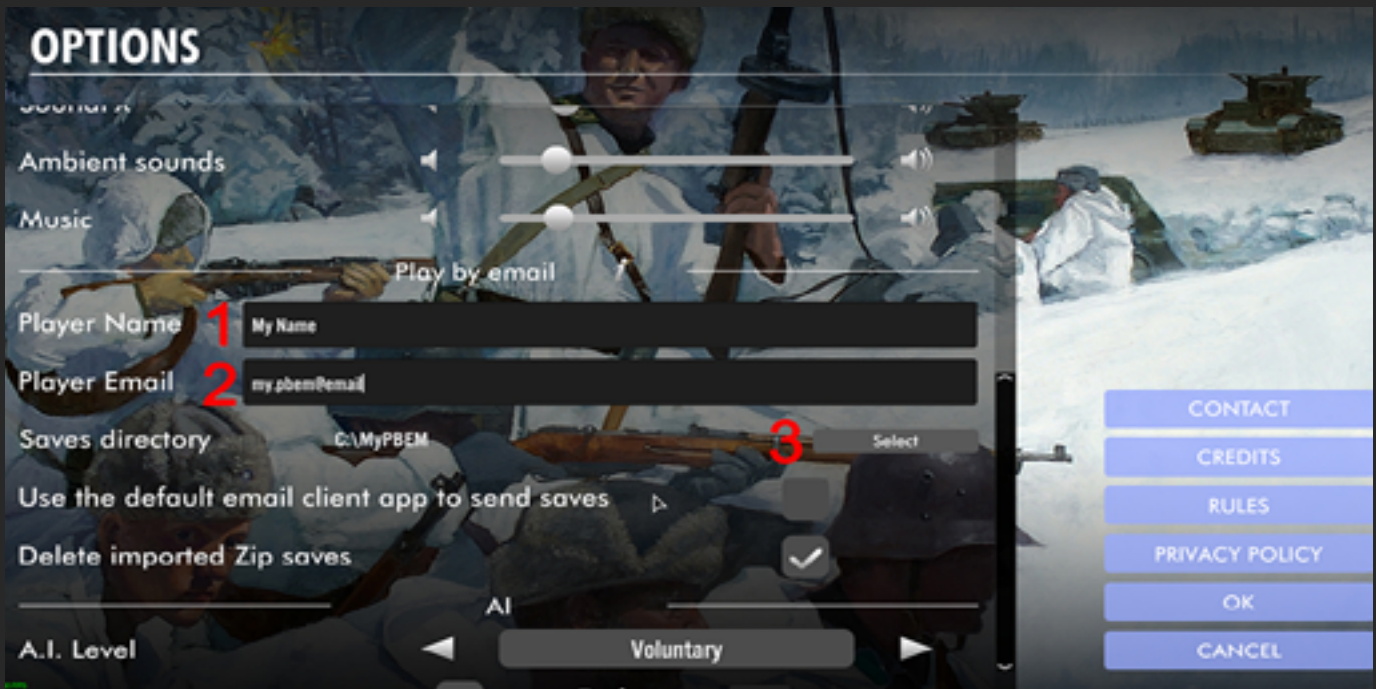 OPTIONS
Sound FX
Ambient sounds
Music
Play by email
Player Name 1 My Name
Player Email 2 my.pbem@email
Saves directory C:\MyPBEM 3 Select
Use the default email client app to send saves
Delete imported Zip saves
AI
A.I. Level Voluntary
CONTACT
CREDITS
RULES
PRIVACY POLICY
OK
CANCEL